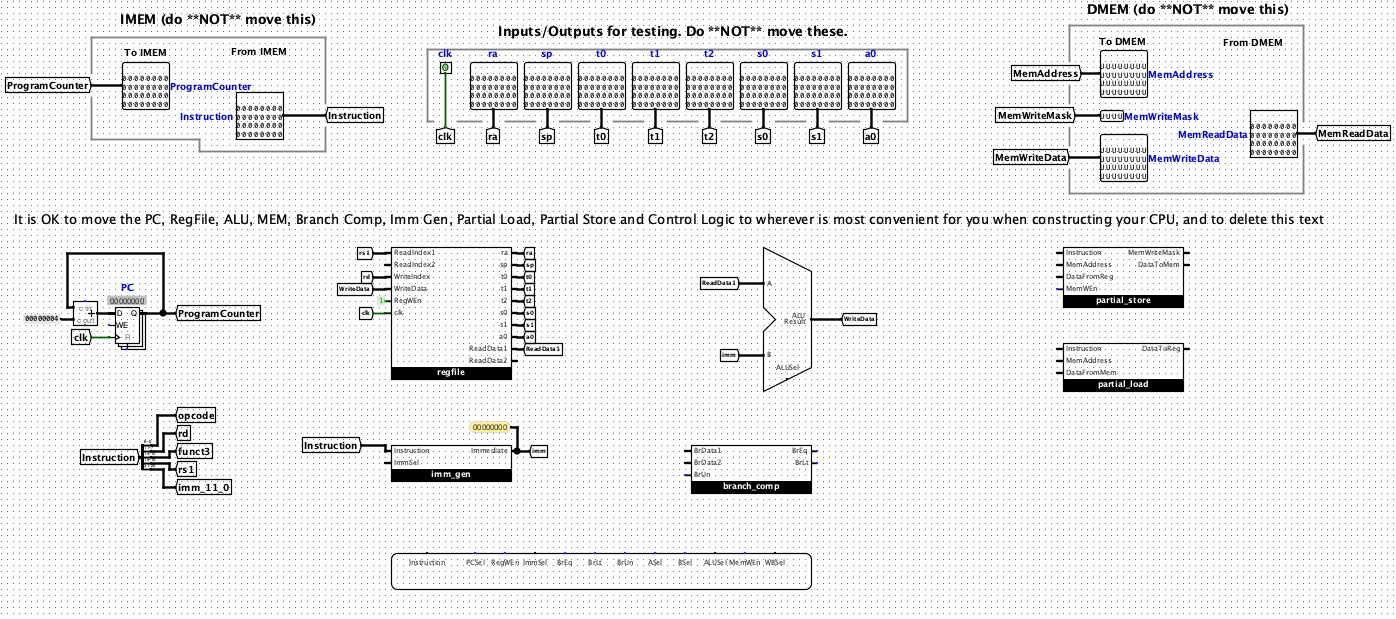 IMEM (do **NOT** move this)
To IMEM
From IMEM
ProgramCounter
ProgramCounter
Instruction
Instruction
Inputs/Outputs for testing. Do **NOT** move these.
clk ra sp t0 t1 t2 s0 s1 a0
0
clk ra sp t0 t1 t2 s0 s1 a0
DMEM (do **NOT** move this)
To DMEM
From DMEM
MemAddress
MemAddress
MemWriteMask
UUUU
MemWriteMask
MemReadData
MemReadData
MemWriteData
MemWriteData
It is OK to move the PC, RegFile, ALU, MEM, Branch Comp, Imm Gen, Partial Load, Partial Store and Control Logic to wherever is most convenient for you when constructing your CPU, and to delete this text
PC
00000000
c in
+
c out
00000004
D Q
WE
R
clk
ProgramCounter
rs1
rd
WriteData
1
clk
ReadIndex1
ReadIndex2
WriteIndex
WriteData
RegWEn
clk
ra
sp
t0
t1
t2
s0
s1
a0
ReadData1
ReadData2
ra
sp
t0
t1
t2
s0
s1
a0
ReadData1
regfile
ReadData1
A
ALU
Result
WriteData
imm
B
ALUSel
Instruction MemWriteMask
MemAddress DataToMem
DataFromReg
MemWEn
partial_store
Instruction DataToReg
MemAddress
DataFromMem
partial_load
Instruction
opcode
rd
funct3
rs1
imm_11_0
00000000
Instruction
Instruction Immediate
ImmSel
imm
imm_gen
BrData1 BrEq
BrData2 BrLt
BrUn
branch_comp
Instruction PCSel RegWEn ImmSel BrEq BrLt BrUn ASel BSel ALUSel MemWEn WBSel